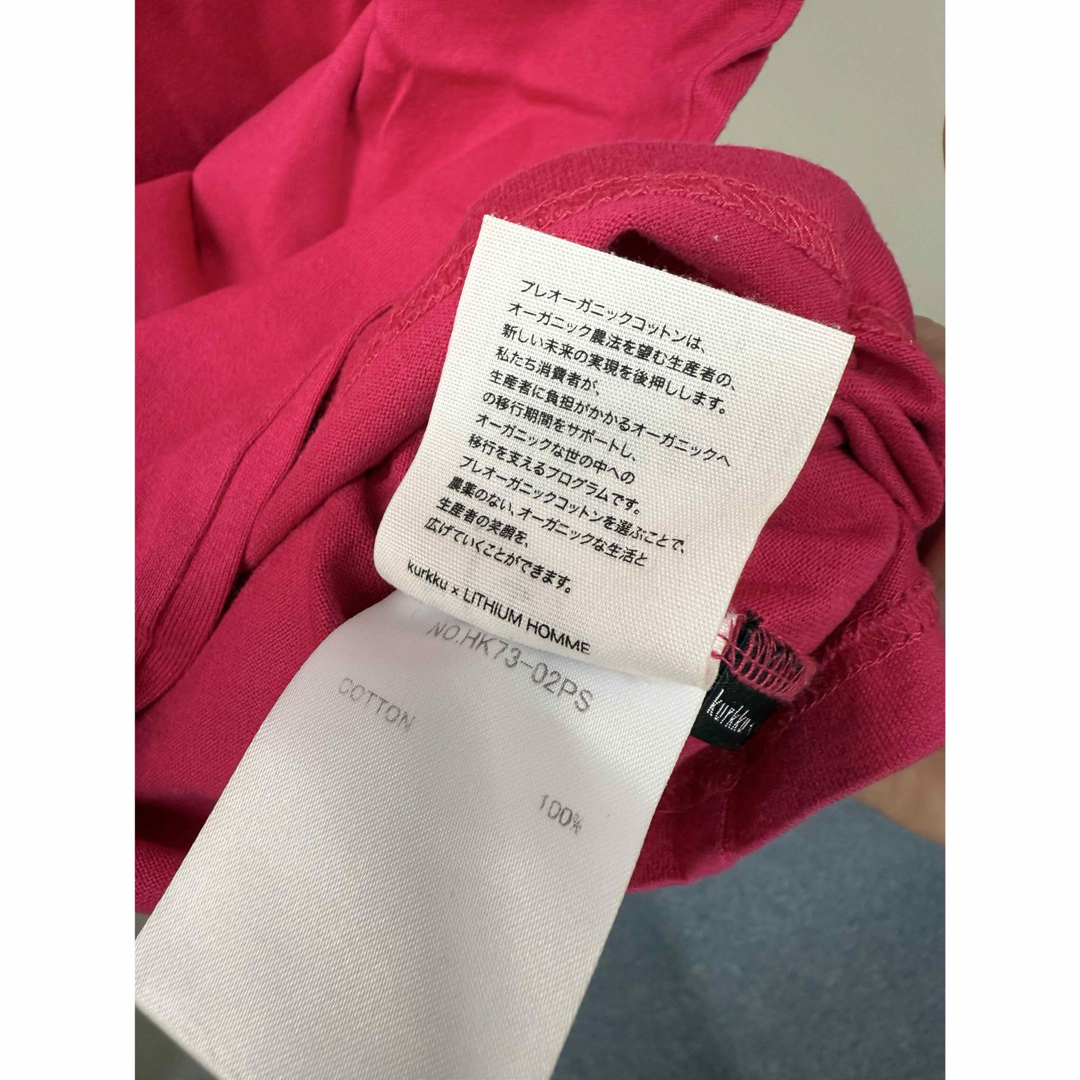 プレオーガニックコットンは、
オーガニック農法を望む生産者の、
新しい未来の実現を後押しします。
私たち消費者が、
生産者に負担がかかるオーガニックへ
の移行期間をサポートし、
オーガニックな世の中への
移行を支えるプログラムです。
プレオーガニックコットンを選ぶことで、
農薬のない、オーガニックな生活と
生産者の笑顔を、
広げていくことができます。
kurkku x LITHIUM HOMME
NO.HK73-02PS
COTTON
100%
kurkku